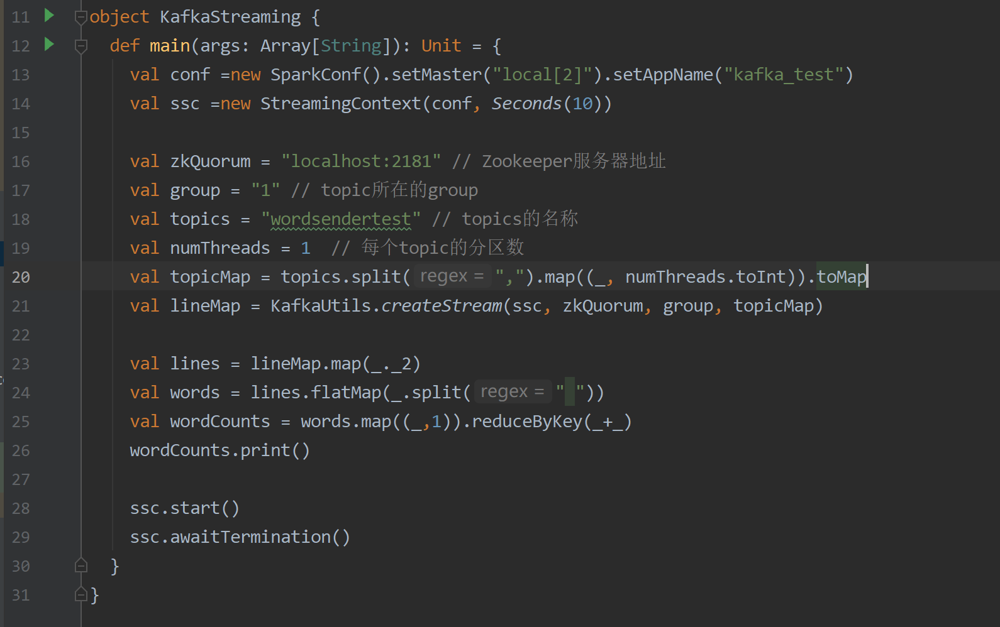 11 object KafkaStreaming {
12 def main(args: Array[String]): Unit = {
13 val conf =new SparkConf().setMaster("local[2]").setAppName("kafka_test")
14 val ssc =new StreamingContext(conf, Seconds(10))
15
16 val zkQuorum = "localhost:2181" // Zookeeper服务器地址
17 val group = "1" // topic所在的group
18 val topics = "wordsendertest" // topics的名称
19 val numThreads = 1 // 每个topic的分区数
20 val topicMap = topics.split( regex = ",").map((_, numThreads.toInt)).toMap
21 val lineMap = KafkaUtils.createStream(ssc, zkQuorum, group, topicMap)
22
23 val lines = lineMap.map(_._2)
24 val words = lines.flatMap(_.split( regex = " "))
25 val wordCounts = words.map((_,1)).reduceByKey(_+_)
26 wordCounts.print()
27
28 ssc.start()
29 ssc.awaitTermination()
30 }
31 }